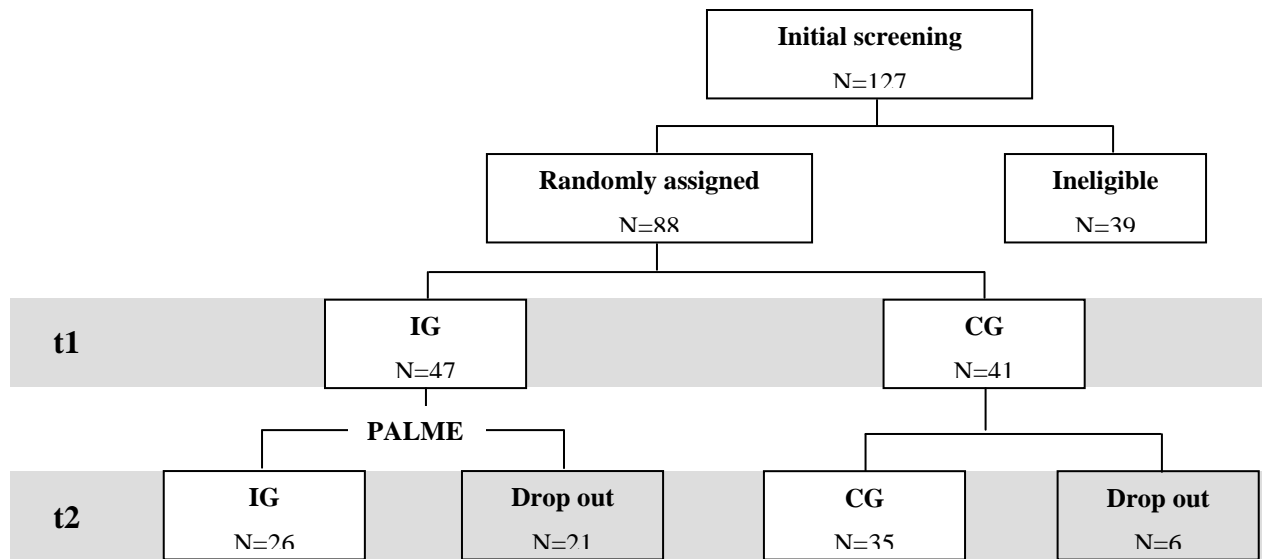 Initial screening
N=127
Randomly assigned
N=88
Ineligible
N=39
t1
IG
N=47
CG
N=41
PALME
t2
IG
N=26
Drop out
N=21
CG
N=35
Drop out
N=6